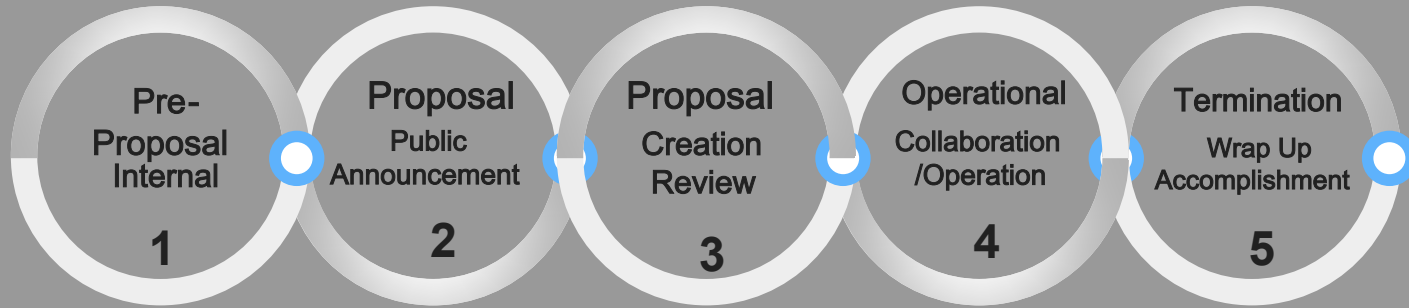 Pre-
Proposal
Internal
1
Proposal
Public
Announcement
2
Proposal
Creation
Review
3
Operational
Collaboration
/Operation
4
Termination
Wrap Up
Accomplishment
5